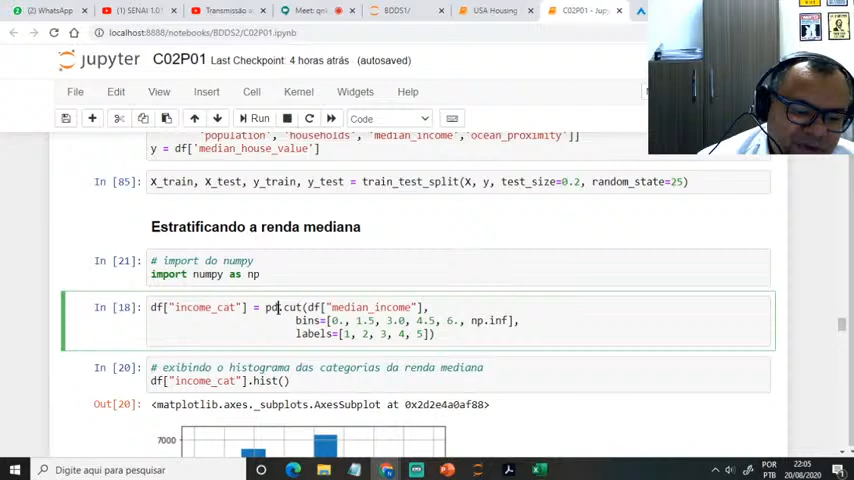 (2) WhatsApp
(1) SENAI 1.01
Transmissão
Meet: qn
BDDS1/
USA Housing
C02P01 - Jup
localhost:8888/notebooks/BDDS2/C02P01.ipynb
jupyter C02P01 Last Checkpoint: 4 horas atrás (autosaved)
File Edit View Insert Cell Kernel Widgets Help
Run Code
'population', 'households', 'median_income','ocean_proximity']]
y = df['median_house_value']
In [85] X_train, X_test, y_train, y_test = train_test_split(X, y, test_size=0.2, random_state=25)
Estratificando a renda mediana
In [21] # import do numpy
import numpy as np
In [18] df["income_cat"] = pd.cut(df["median_income"],
bins=[0., 1.5, 3.0, 4.5, 6., np.inf],
labels=[1, 2, 3, 4, 5])
In [20] # exibindo o histograma das categorias da renda mediana
df["income_cat"].hist()
Out[20] <matplotlib.axes._subplots.AxesSubplot at 0x2d2e4a0af88>
7000
Digite aqui para pesquisar
POR
PTB
22:05
20/08/2020